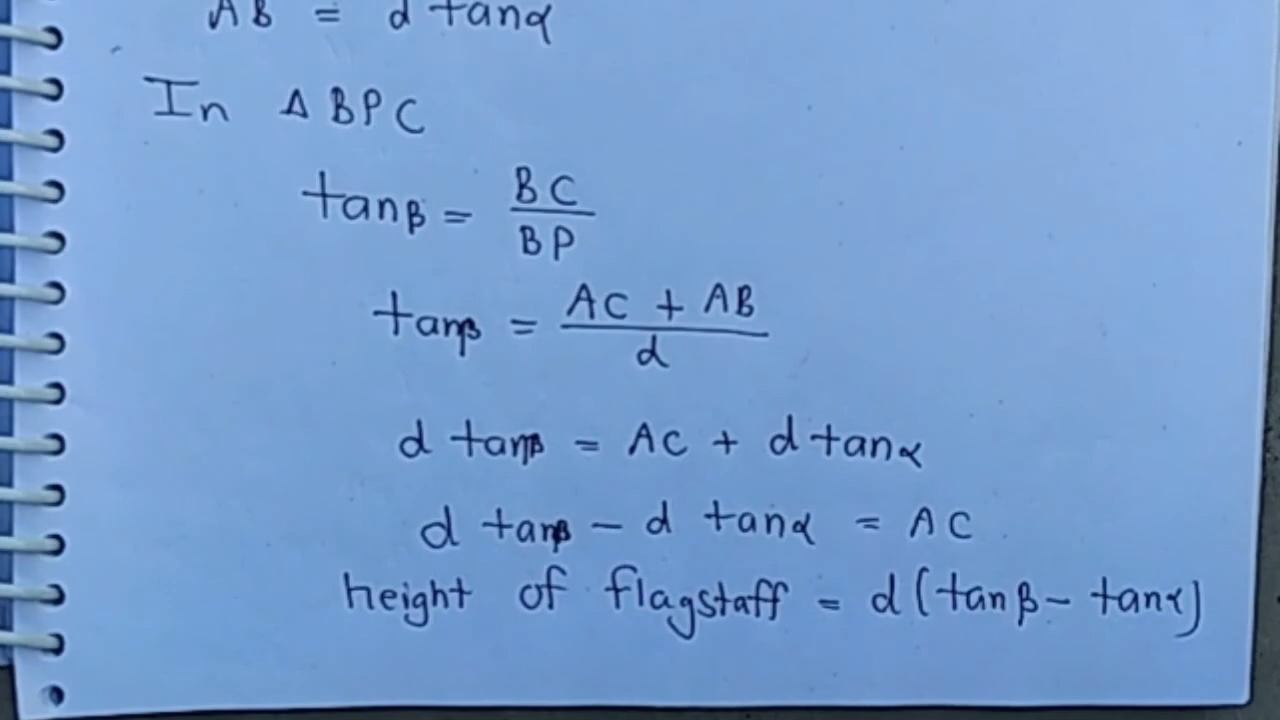 AB = d tanα
In Δ BPC
tanβ = BC/BP
tanβ = (AC + AB)/d
d tanβ = AC + d tanα
d tanβ - d tanα = AC
height of flagstaff = d(tanβ - tanα)